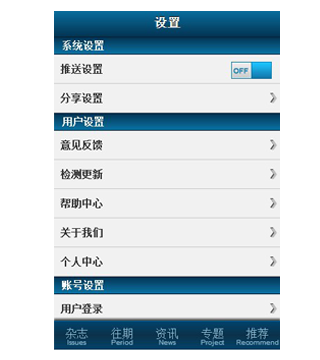 设置
系统设置
推送设置 OFF
分享设置
用户设置
意见反馈
检测更新
帮助中心
关于我们
个人中心
账号设置
用户登录
杂志 往期 资讯 专题 推荐
Issues Period News Project Recommend